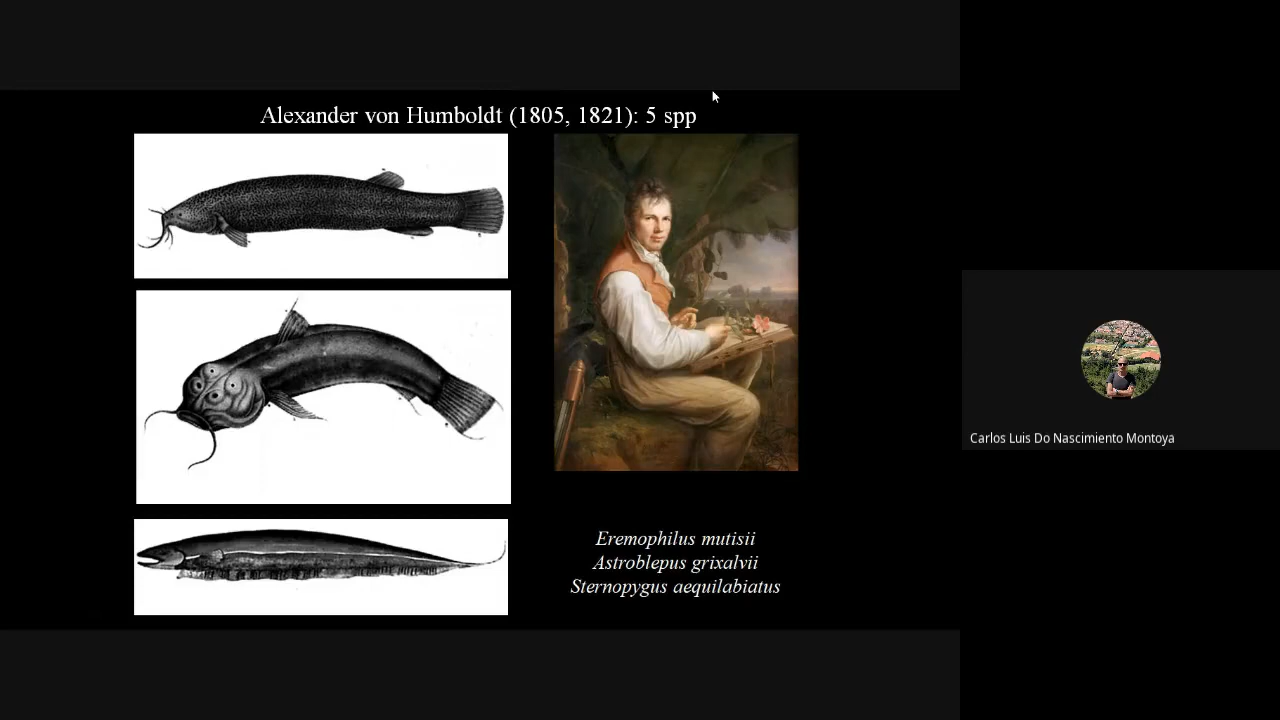 Alexander von Humboldt (1805, 1821): 5 spp
Eremophilus mutisii
Astroblepus grixalvii
Sternopygus aequilabiatus
Carlos Luis Do Nascimiento Montoya